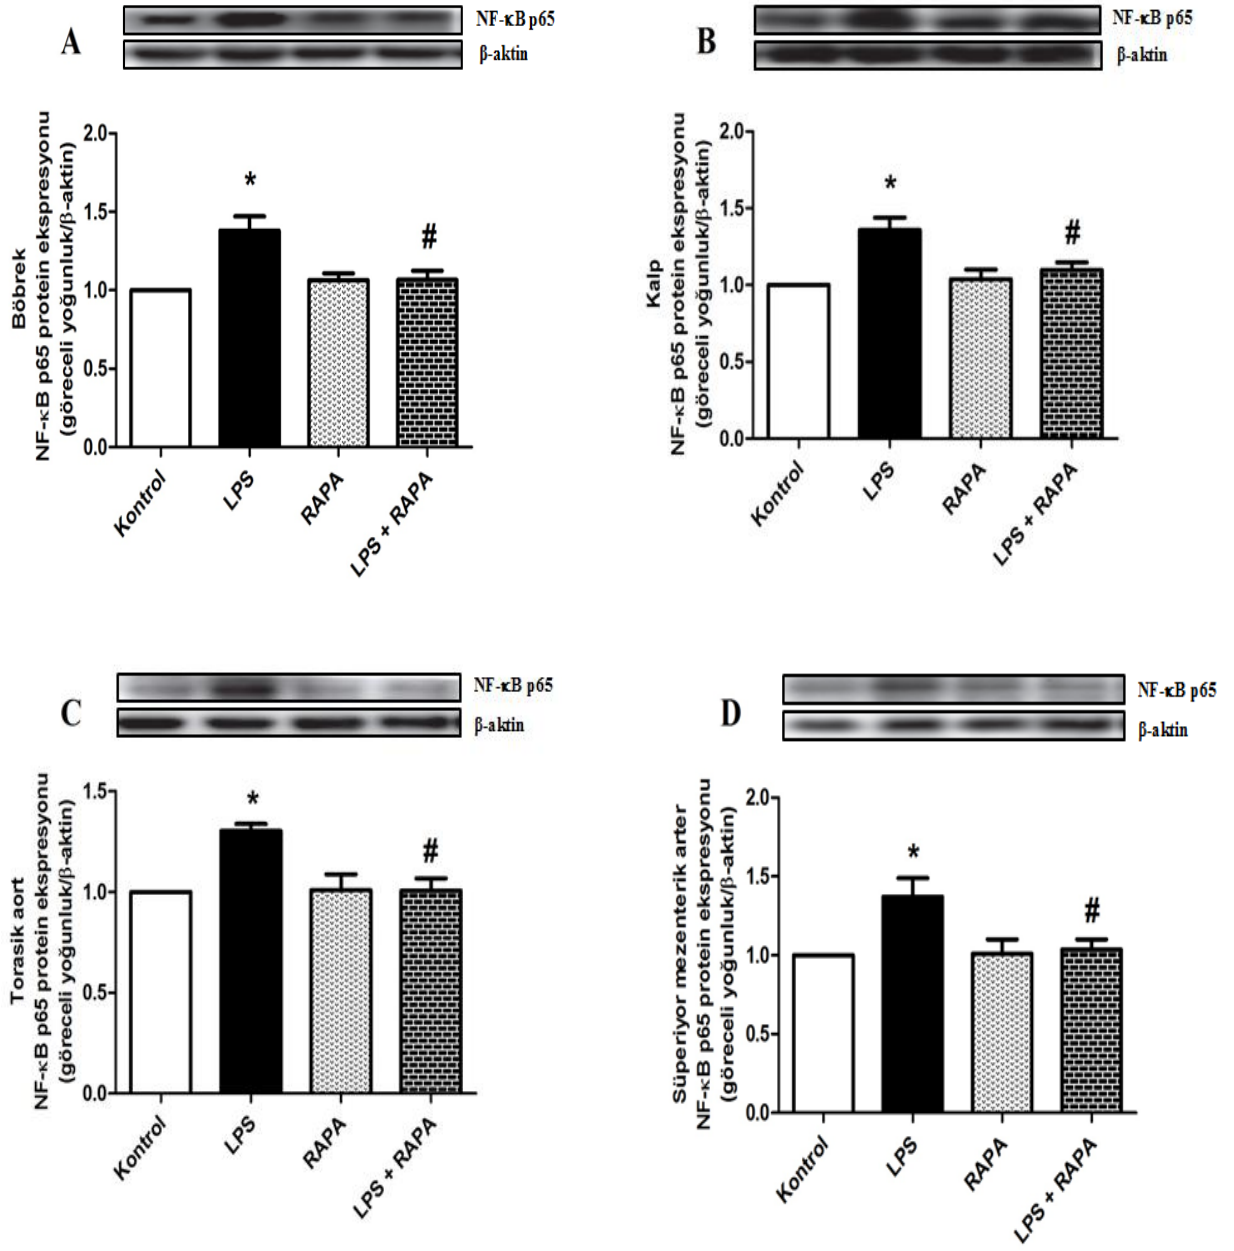 A
NF-κB p65
β-aktin
Böbrek
NF-κB p65 protein ekspresyonu
(göreceli yoğunluk/β-aktin)
2.0
1.5
1.0
0.5
0.0
*
#
Kontrol
LPS
RAPA
LPS + RAPA
B
NF-κB p65
β-aktin
Kalp
NF-κB p65 protein ekspresyonu
(göreceli yoğunluk/β-aktin)
2.0
1.5
1.0
0.5
0.0
*
#
Kontrol
LPS
RAPA
LPS + RAPA
C
NF-κB p65
β-aktin
Torasik aort
NF-κB p65 protein ekspresyonu
(göreceli yoğunluk/β-aktin)
1.5
1.0
0.5
0.0
*
#
Kontrol
LPS
RAPA
LPS + RAPA
D
NF-κB p65
β-aktin
Süperiyor mezenterik arter
NF-κB p65 protein ekspresyonu
(göreceli yoğunluk/β-aktin)
2.0
1.5
1.0
0.5
0.0
*
#
Kontrol
LPS
RAPA
LPS + RAPA